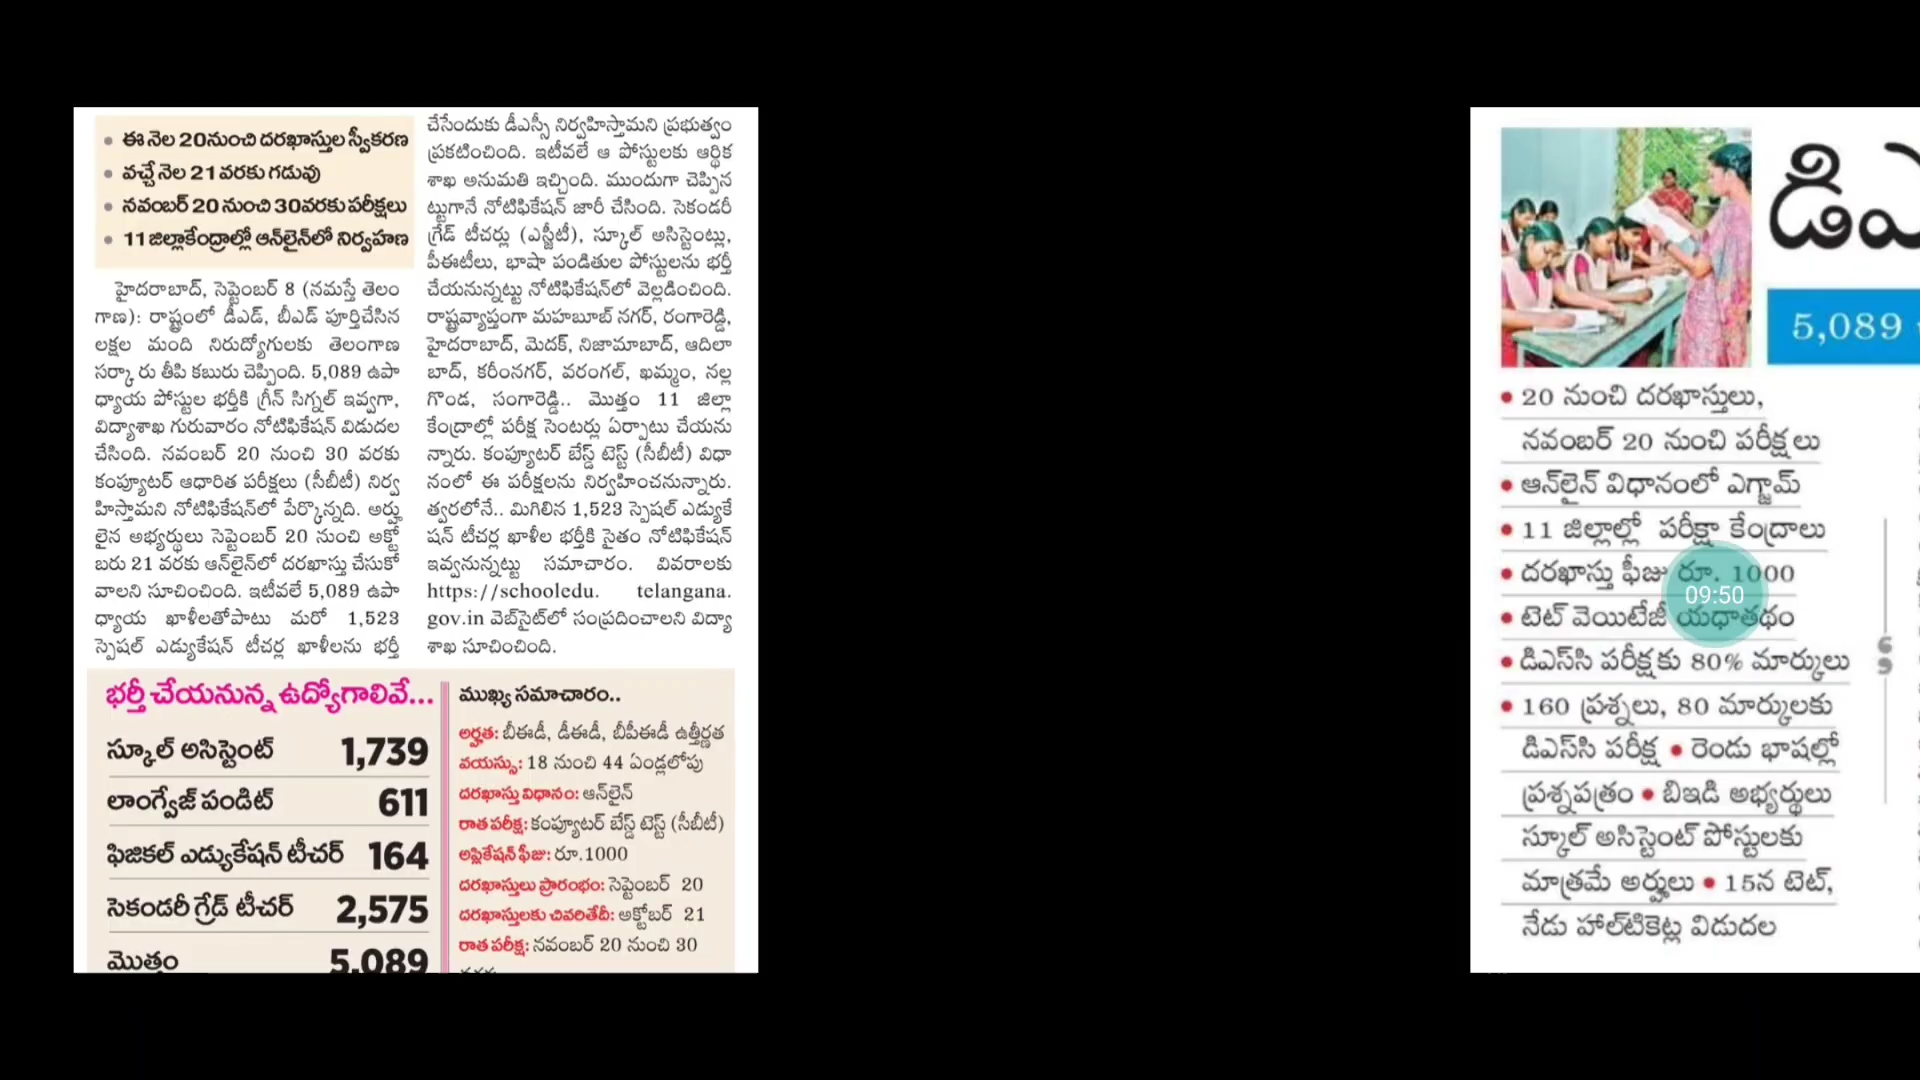 • ఈ నెల 20నుంచి దరఖాస్తుల స్వీకరణ
• వచ్చే నెల 21 వరకు గడువు
• నవంబర్ 20 నుంచి 30వరకు పరీక్షలు
• 11 జిల్లాకేంద్రాల్లో ఆన్‌లైన్‌లో నిర్వహణ
హైదరాబాద్, సెప్టెంబర్ 8 (నమస్తే తెలం
గాణ): రాష్ట్రంలో డీఎడ్, బీఎడ్ పూర్తిచేసిన
లక్షల మంది నిరుద్యోగులకు తెలంగాణ
సర్కా రు తీపి కబురు చెప్పింది. 5,089 ఉపా
ధ్యాయ పోస్టుల భర్తీకి గ్రీన్ సిగ్నల్ ఇవ్వగా,
విద్యాశాఖ గురువారం నోటిఫికేషన్ విడుదల
చేసింది. నవంబర్ 20 నుంచి 30 వరకు
కంప్యూటర్ ఆధారిత పరీక్షలు (సీబీటీ) నిర్వ
హిస్తామని నోటిఫికేషన్‌లో పేర్కొన్నది. అర్హు
లైన అభ్యర్థులు సెప్టెంబర్ 20 నుంచి అక్టో
బరు 21 వరకు ఆన్‌లైన్‌లో దరఖాస్తు చేసుకో
వాలని సూచించింది. ఇటీవలే 5,089 ఉపా
ధ్యాయ ఖాళీలతోపాటు మరో 1,523
స్పెషల్ ఎడ్యుకేషన్ టీచర్ల ఖాళీలను భర్తీ
చేసేందుకు డీఎస్సీ నిర్వహిస్తామని ప్రభుత్వం
ప్రకటించింది. ఇటీవలే ఆ పోస్టులకు ఆర్థిక
శాఖ అనుమతి ఇచ్చింది. ముందుగా చెప్పిన
ట్టుగానే నోటిఫికేషన్ జారీ చేసింది. సెకండరీ
గ్రేడ్ టీచర్లు (ఎస్జీటీ), స్కూల్ అసిస్టెంట్లు,
పీఈటీలు, భాషా పండితుల పోస్టులను భర్తీ
చేయనున్నట్టు నోటిఫికేషన్‌లో వెల్లడించింది.
రాష్ట్రవ్యాప్తంగా మహబూబ్ నగర్, రంగారెడ్డి,
హైదరాబాద్, మెదక్, నిజామాబాద్, ఆదిలా
బాద్, కరీంనగర్, వరంగల్, ఖమ్మం, నల్ల
గొండ, సంగారెడ్డి.. మొత్తం 11 జిల్లా
కేంద్రాల్లో పరీక్ష సెంటర్లు ఏర్పాటు చేయను
న్నారు. కంప్యూటర్ బేస్డ్ టెస్ట్ (సీబీటీ) విధా
నంలో ఈ పరీక్షలను నిర్వహించనున్నారు.
త్వరలోనే.. మిగిలిన 1,523 స్పెషల్ ఎడ్యుకే
షన్ టీచర్ల ఖాళీల భర్తీకి సైతం నోటిఫికేషన్
ఇవ్వనున్నట్టు సమాచారం. వివరాలకు
https://schooledu. telangana.
gov.in వెబ్‌సైట్‌లో సంప్రదించాలని విద్యా
శాఖ సూచించింది.
భర్తీ చేయనున్న ఉద్యోగాలివే...
స్కూల్ అసిస్టెంట్ 1,739
లాంగ్వేజ్ పండిట్ 611
ఫిజికల్ ఎడ్యుకేషన్ టీచర్ 164
సెకండరీ గ్రేడ్ టీచర్ 2,575
మొత్తం 5,089
ముఖ్య సమాచారం..
అర్హత: బీఈడీ, డీఈడీ, బీపీఈడీ ఉత్తీర్ణత
వయస్సు: 18 నుంచి 44 ఏండ్లలోపు
దరఖాస్తు విధానం: ఆన్‌లైన్
రాత పరీక్ష: కంప్యూటర్ బేస్డ్ టెస్ట్ (సీబీటీ)
అప్లికేషన్ ఫీజు: రూ.1000
దరఖాస్తులు ప్రారంభం: సెప్టెంబర్ 20
దరఖాస్తులకు చివరితేదీ: అక్టోబర్ 21
రాత పరీక్ష: నవంబర్ 20 నుంచి 30
5,089
• 20 నుంచి దరఖాస్తులు,
నవంబర్ 20 నుంచి పరీక్షలు
• ఆన్‌లైన్ విధానంలో ఎగ్జామ్
• 11 జిల్లాల్లో పరీక్షా కేంద్రాలు
• దరఖాస్తు ఫీజు రూ. 1000
09:50
• టెట్ వెయిటేజీ యధాతథం
• డిఎస్‌సి పరీక్షకు 80% మార్కులు
• 160 ప్రశ్నలు, 80 మార్కులకు
డిఎస్‌సి పరీక్ష • రెండు భాషల్లో
ప్రశ్నపత్రం • బిఇడి అభ్యర్థులు
స్కూల్ అసిస్టెంట్ పోస్టులకు
మాత్రమే అర్హులు • 15న టెట్,
నేడు హాల్‌టికెట్ల విడుదల